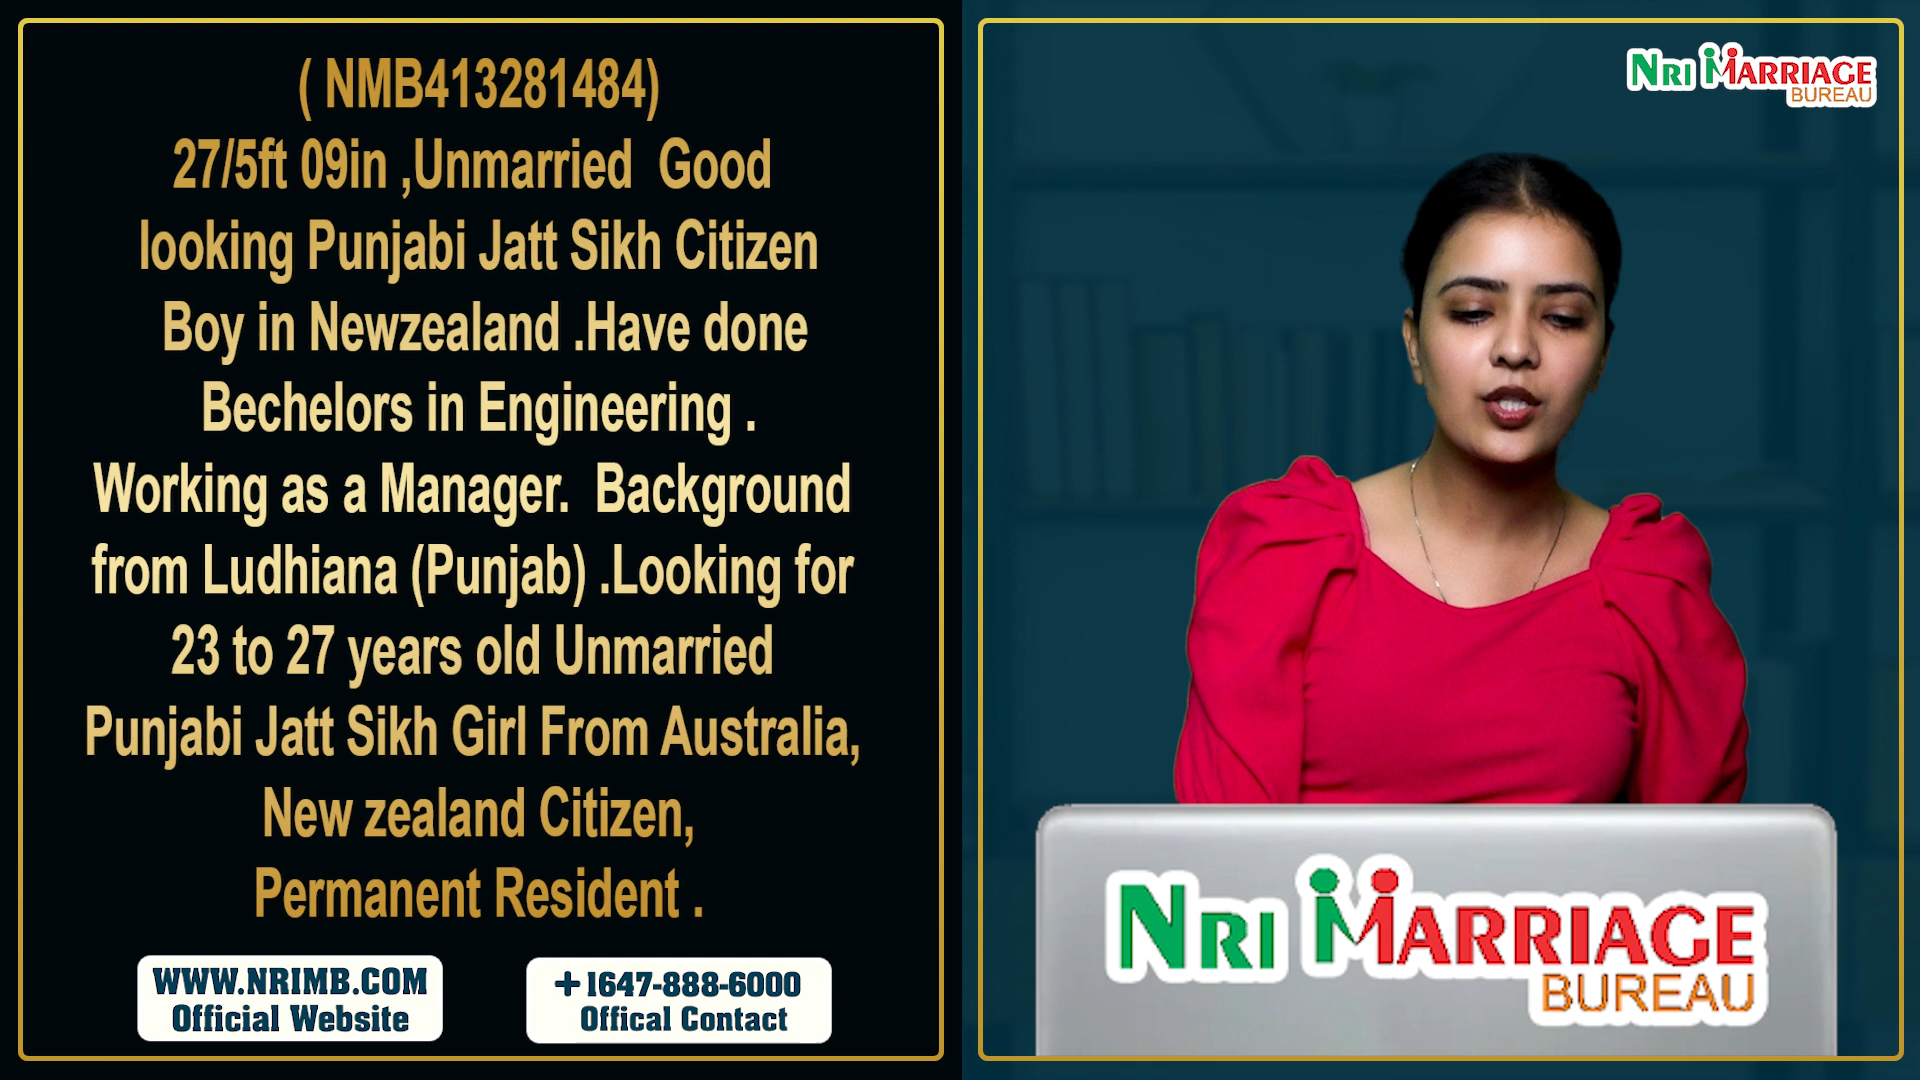 ( NMB413281484)
27/5ft 09in ,Unmarried  Good
looking Punjabi Jatt Sikh Citizen
Boy in Newzealand .Have done
Bechelors in Engineering .
Working as a Manager.  Background
from Ludhiana (Punjab) .Looking for
23 to 27 years old Unmarried
Punjabi Jatt Sikh Girl From Australia,
New zealand Citizen,
Permanent Resident .
WWW.NRIMB.COM
Official Website
+1647-888-6000
Offical Contact
NRI MARRIAGE
BUREAU
NRI MARRIAGE
BUREAU